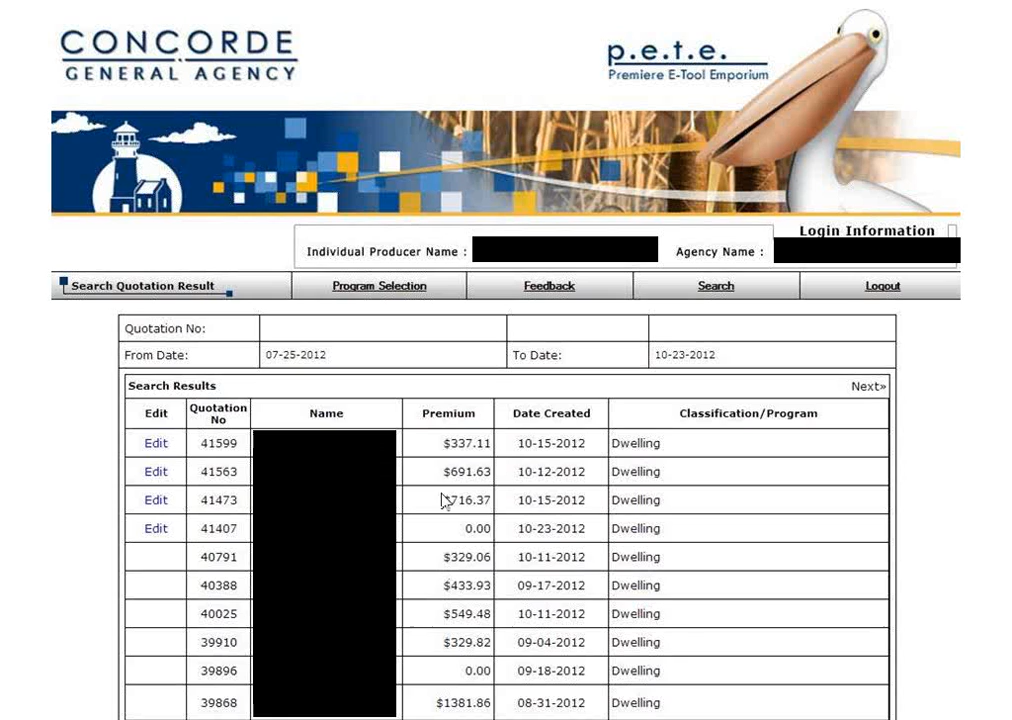 CONCORDE
GENERAL AGENCY
p.e.t.e.
Premiere E-Tool Emporium
Login Information
Individual Producer Name :
Agency Name :
Search Quotation Result
Program Selection
Feedback
Search
Logout
Quotation No:
From Date: 07-25-2012 To Date: 10-23-2012
Search Results Next»
Edit Quotation No Name Premium Date Created Classification/Program
Edit 41599 $337.11 10-15-2012 Dwelling
Edit 41563 $691.63 10-12-2012 Dwelling
Edit 41473 $716.37 10-15-2012 Dwelling
Edit 41407 0.00 10-23-2012 Dwelling
40791 $329.06 10-11-2012 Dwelling
40388 $433.93 09-17-2012 Dwelling
40025 $549.48 10-11-2012 Dwelling
39910 $329.82 09-04-2012 Dwelling
39896 0.00 09-18-2012 Dwelling
39868 $1381.86 08-31-2012 Dwelling